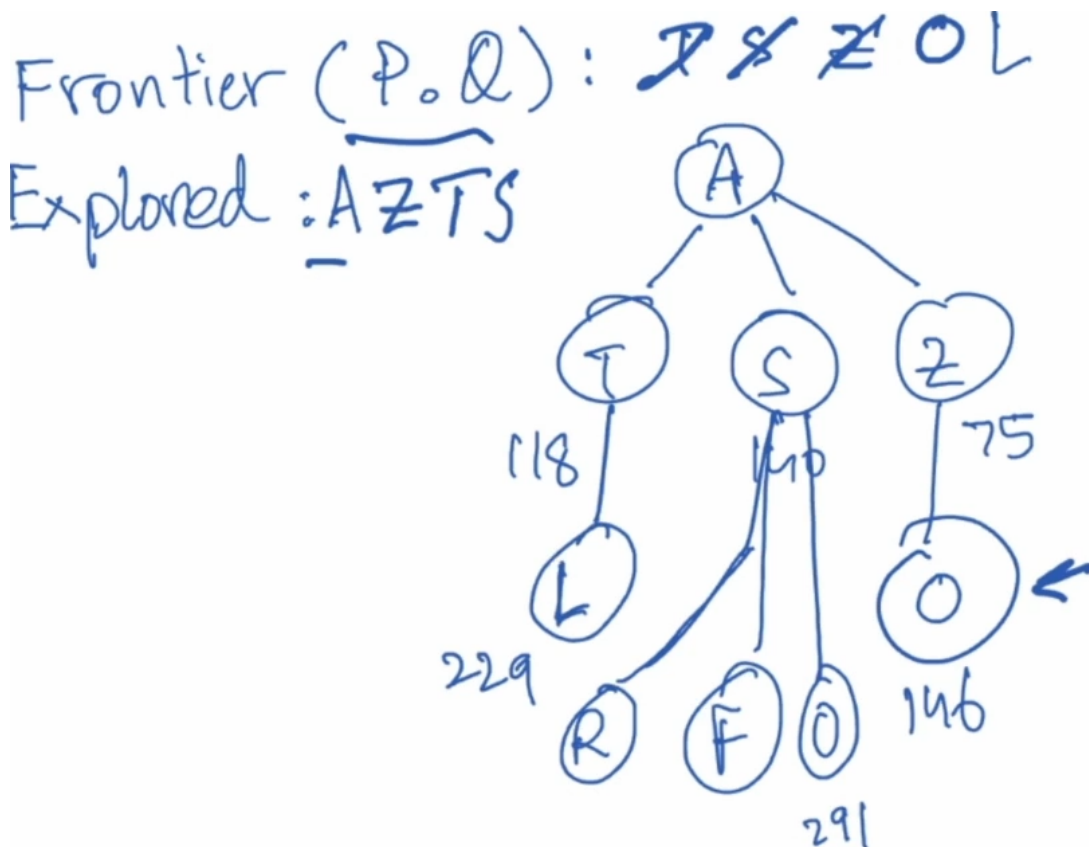 Frontier (P.Q): T S Z O L
Explored: A Z T S
A
T S Z
118 140 75
L O
229 146
R F O
291